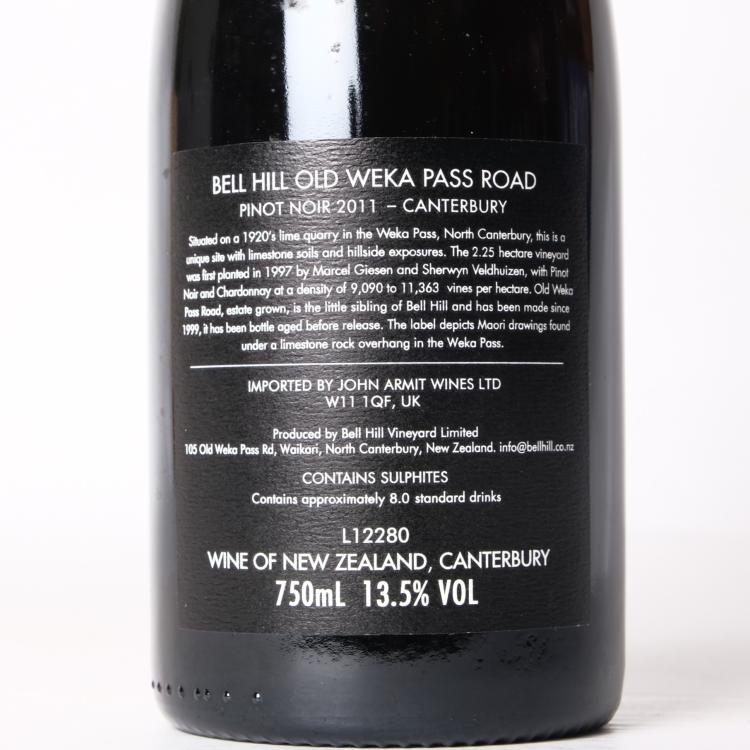 BELL HILL OLD WEKA PASS ROAD
PINOT NOIR 2011 – CANTERBURY
Situated on a 1920's lime quarry in the Weka Pass, North Canterbury, this is a
unique site with limestone soils and hillside exposures. The 2.25 hectare vineyard
was first planted in 1997 by Marcel Giesen and Sherwyn Veldhuizen, with Pinot
Noir and Chardonnay at a density of 9,090 to 11,363 vines per hectare. Old Weka
Pass Road, estate grown, is the little sibling of Bell Hill and has been made since
1999, it has been bottle aged before release. The label depicts Maori drawings found
under a limestone rock overhang in the Weka Pass.
IMPORTED BY JOHN ARMIT WINES LTD
W11 1QF, UK
Produced by Bell Hill Vineyard Limited
105 Old Weka Pass Rd, Waikari, North Canterbury, New Zealand. info@bellhill.co.nz
CONTAINS SULPHITES
Contains approximately 8.0 standard drinks
L12280
WINE OF NEW ZEALAND, CANTERBURY
750mL 13.5% VOL